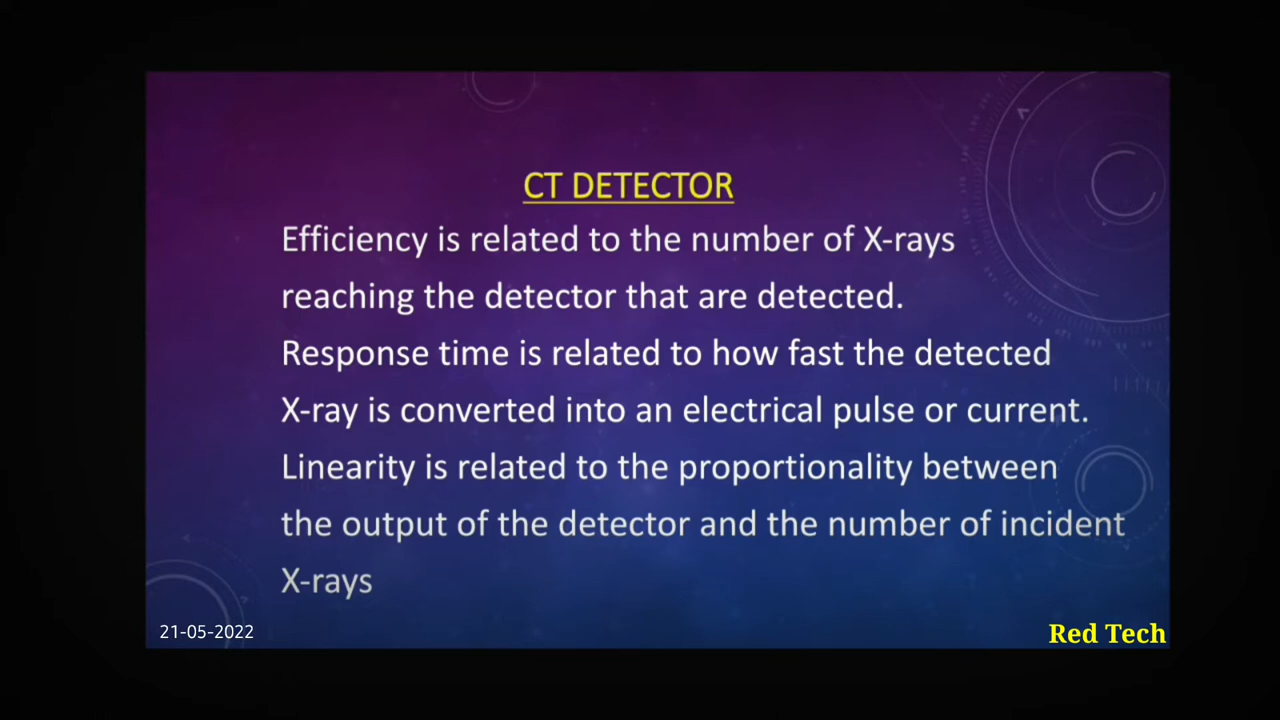 CT DETECTOR
Efficiency is related to the number of X-rays
reaching the detector that are detected.
Response time is related to how fast the detected
X-ray is converted into an electrical pulse or current.
Linearity is related to the proportionality between
the output of the detector and the number of incident
X-rays
21-05-2022
Red Tech